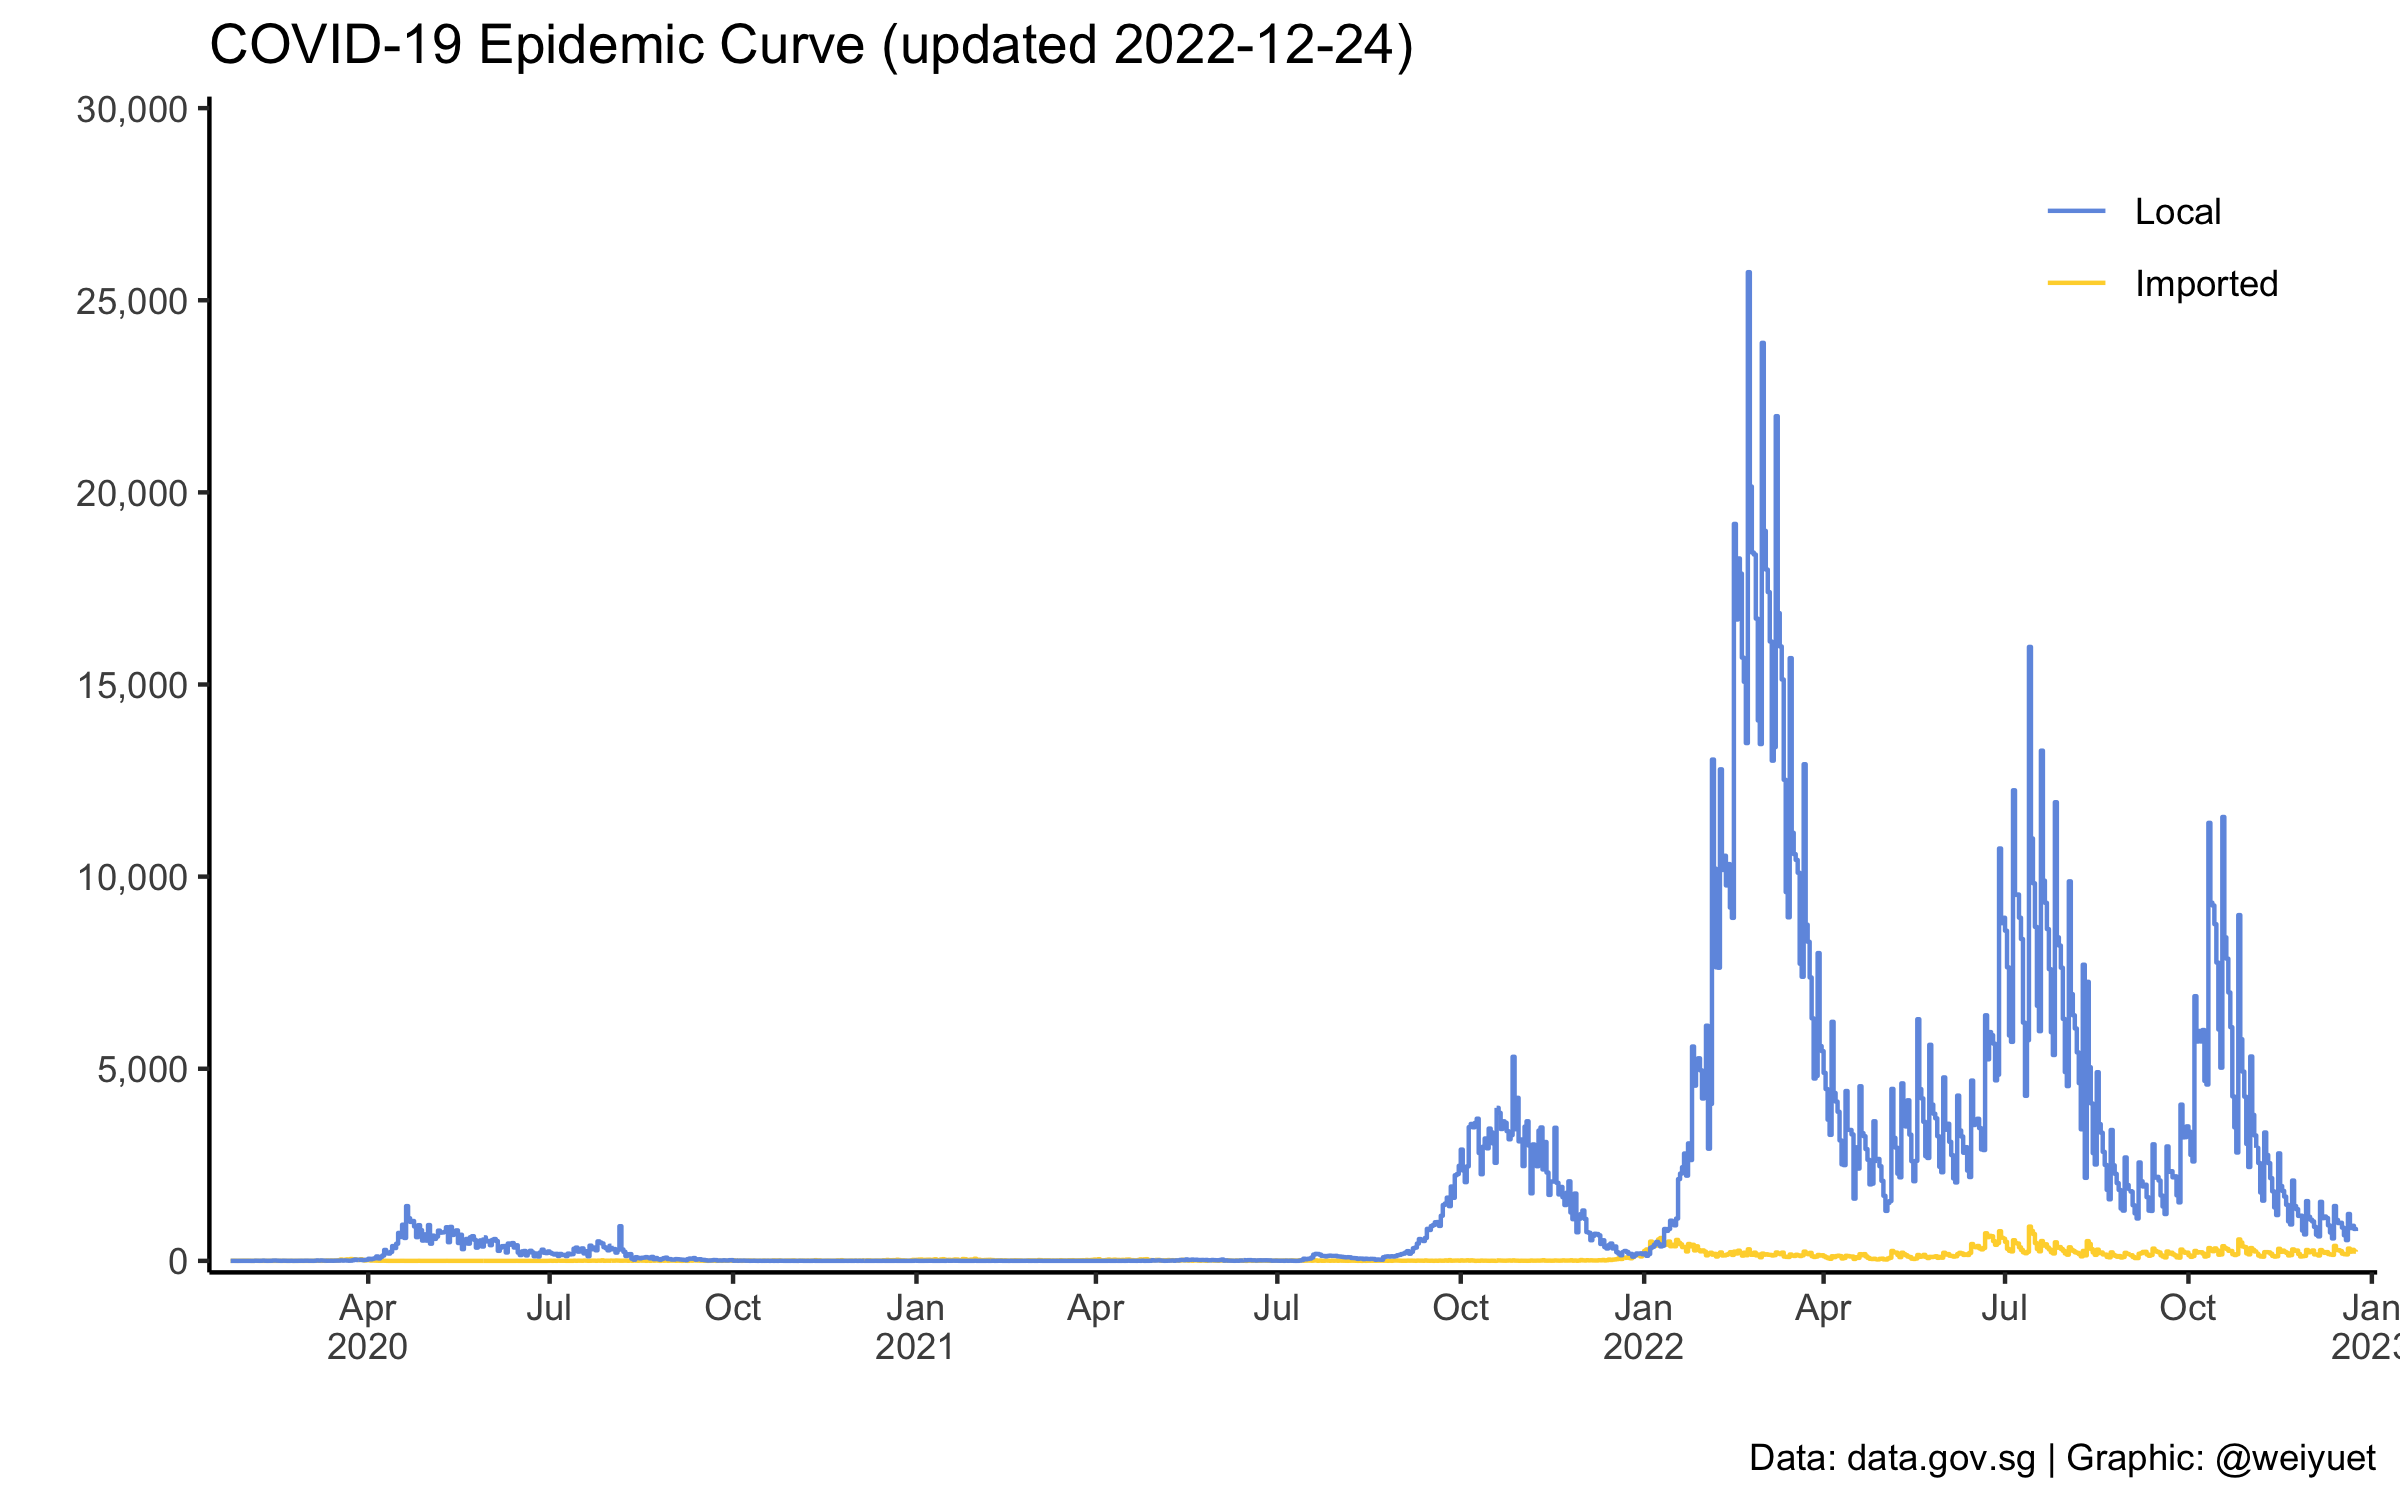 COVID-19 Epidemic Curve (updated 2022-12-24)
30,000
25,000
20,000
15,000
10,000
5,000
0
Local
Imported
Apr Jul Oct Jan Apr Jul Oct Jan Apr Jul Oct Jan
2020 2021 2022 202
Data: data.gov.sg | Graphic: @weiyuet